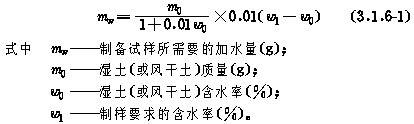 m_w = \frac{m_0}{1+0.01w_0} ×0.01(w_1-w_0) (3.1.6-1)
式中 m_w——制备试样所需要的加水量(g);
m_0——湿土(或风干土)质量(g);
w_0——湿土(或风干土)含水率(%);
w_1——制样要求的含水率(%)。